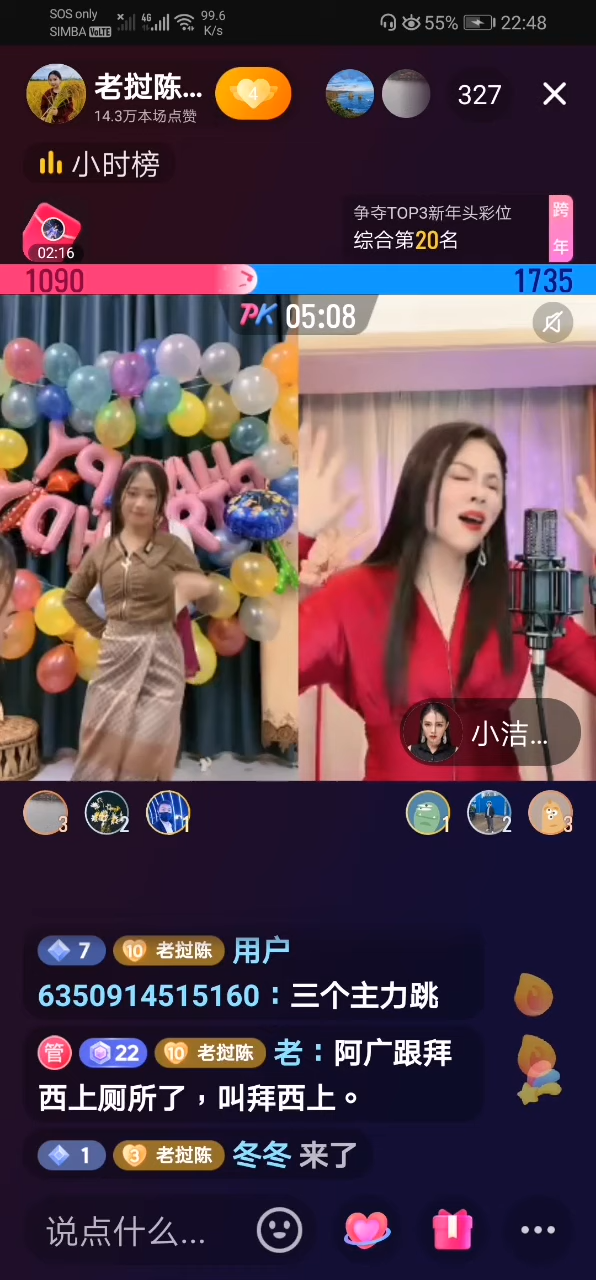 SOS only
SIMBA VoLTE
4G
99.6
K/s
55%
22:48
老挝陈...
14.3万本场点赞
4
327
小时榜
02:16
争夺TOP3新年头彩位
综合第20名
跨
年
1090
1735
PK 05:08
HAPPY
小洁...
3
2
1
1
2
3
7 10 老挝陈 用户
6350914515160：三个主力跳
管 22 10 老挝陈 老：阿广跟拜
西上厕所了，叫拜西上。
1 3 老挝陈 冬冬 来了
说点什么...